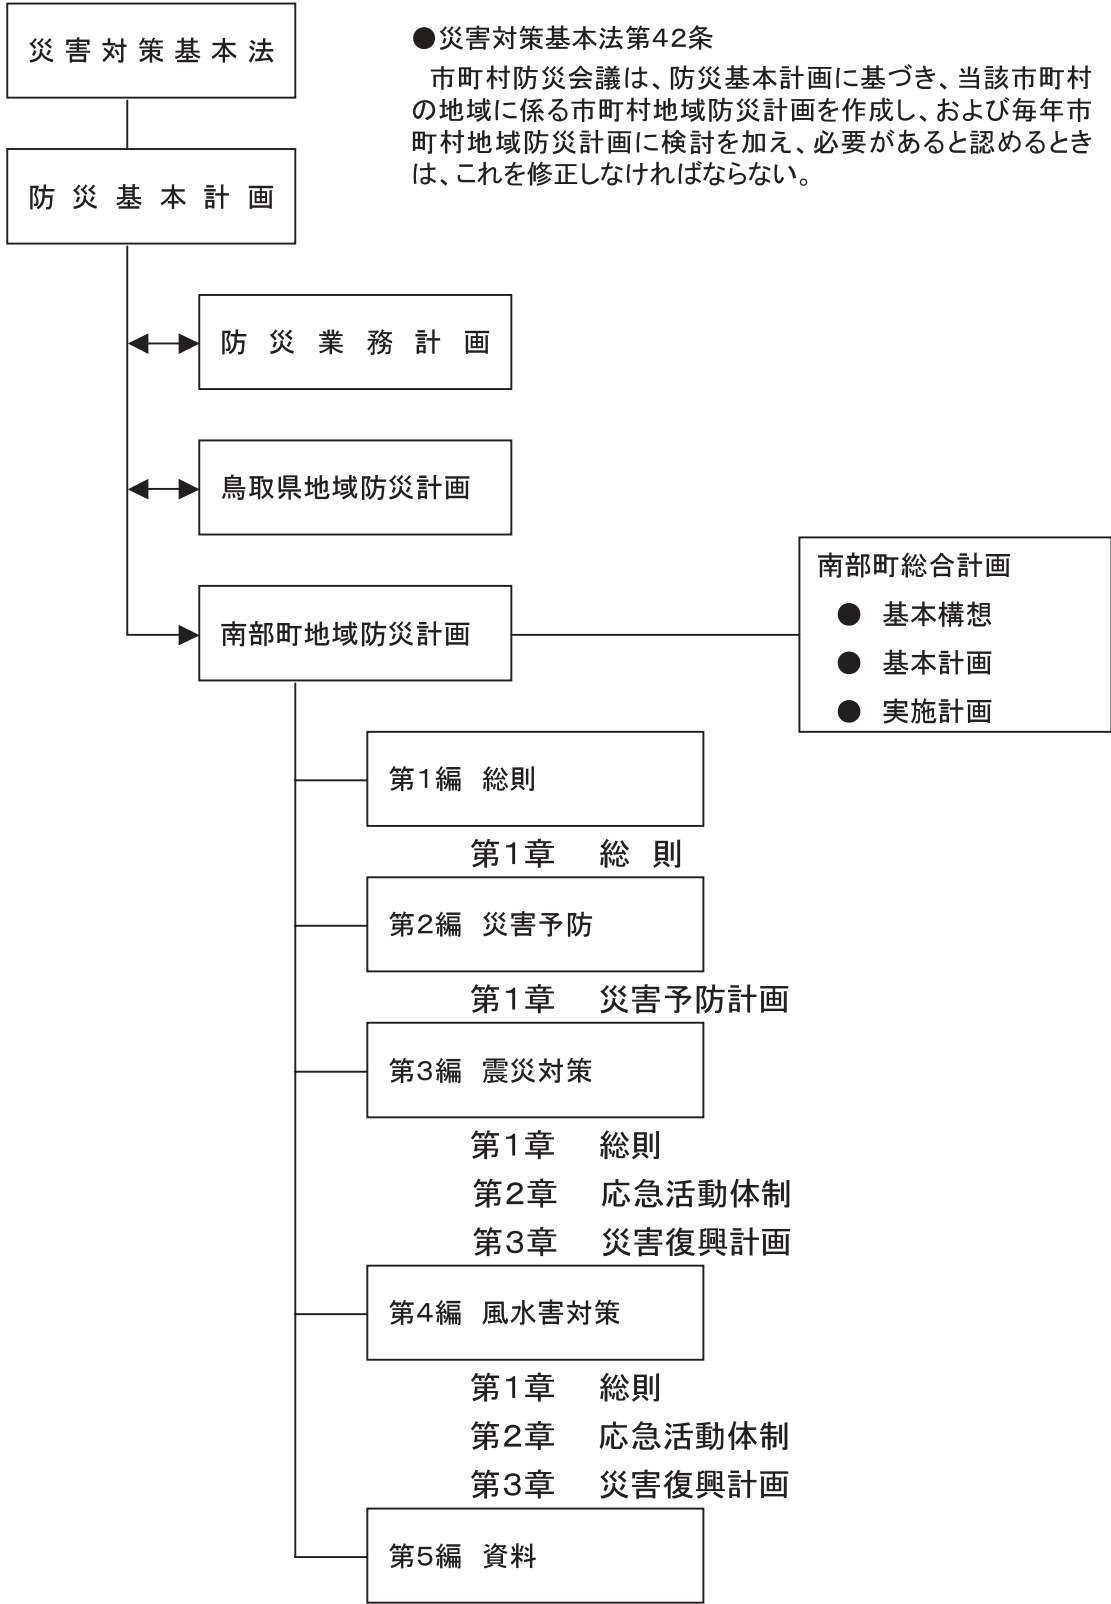 災害対策基本法
●災害対策基本法第42条
市町村防災会議は、防災基本計画に基づき、当該市町村
の地域に係る市町村地域防災計画を作成し、および毎年市
町村地域防災計画に検討を加え、必要があると認めるとき
は、これを修正しなければならない。
防災基本計画
防災業務計画
鳥取県地域防災計画
南部町地域防災計画
南部町総合計画
● 基本構想
● 基本計画
● 実施計画
第1編 総則
第1章 総 則
第2編 災害予防
第1章 災害予防計画
第3編 震災対策
第1章 総則
第2章 応急活動体制
第3章 災害復興計画
第4編 風水害対策
第1章 総則
第2章 応急活動体制
第3章 災害復興計画
第5編 資料